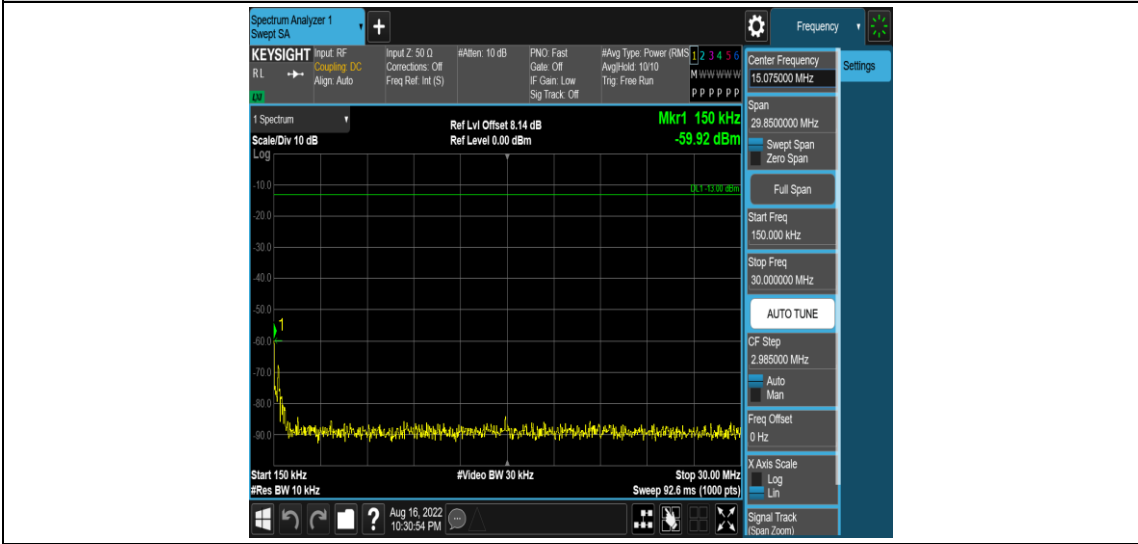 Spectrum Analyzer 1
Swept SA
+
Frequency
KEYSIGHT
RL
LXI
Input: RF
Coupling: DC
Align: Auto
Input Z: 50 Ω
Corrections: Off
Freq Ref: Int (S)
#Atten: 10 dB
PNO: Fast
Gate: Off
IF Gain: Low
Sig Track: Off
#Avg Type: Power (RMS
Avg|Hold: 10/10
Trig: Free Run
1 2 3 4 5 6
M W W W W W
P P P P P P
1 Spectrum
Scale/Div 10 dB
Log
Ref Lvl Offset 8.14 dB
Ref Level 0.00 dBm
Mkr1 150 kHz
-59.92 dBm
DL1 -13.00 dBm
-10.0
-20.0
-30.0
-40.0
-50.0
1
-60.0
-70.0
-80.0
-90.0
Start 150 kHz
#Res BW 10 kHz
#Video BW 30 kHz
Stop 30.00 MHz
Sweep 92.6 ms (1000 pts)
?
Aug 16, 2022
10:30:54 PM
Center Frequency
15.075000 MHz
Settings
Span
29.8500000 MHz
Swept Span
Zero Span
Full Span
Start Freq
150.000 kHz
Stop Freq
30.000000 MHz
AUTO TUNE
CF Step
2.985000 MHz
Auto
Man
Freq Offset
0 Hz
X Axis Scale
Log
Lin
Signal Track
(Span Zoom)